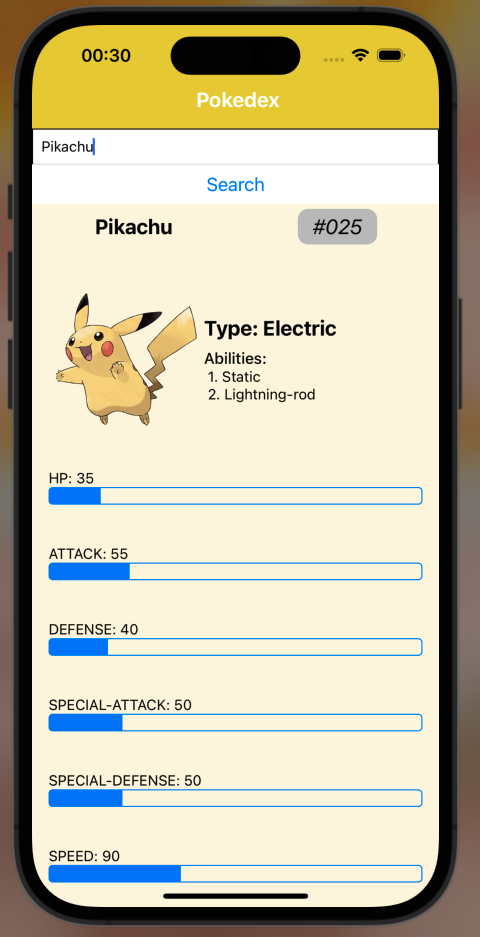 00:30
Pokedex
Pikachu
Search
Pikachu #025
Type: Electric
Abilities:
1. Static
2. Lightning-rod
HP: 35
ATTACK: 55
DEFENSE: 40
SPECIAL-ATTACK: 50
SPECIAL-DEFENSE: 50
SPEED: 90